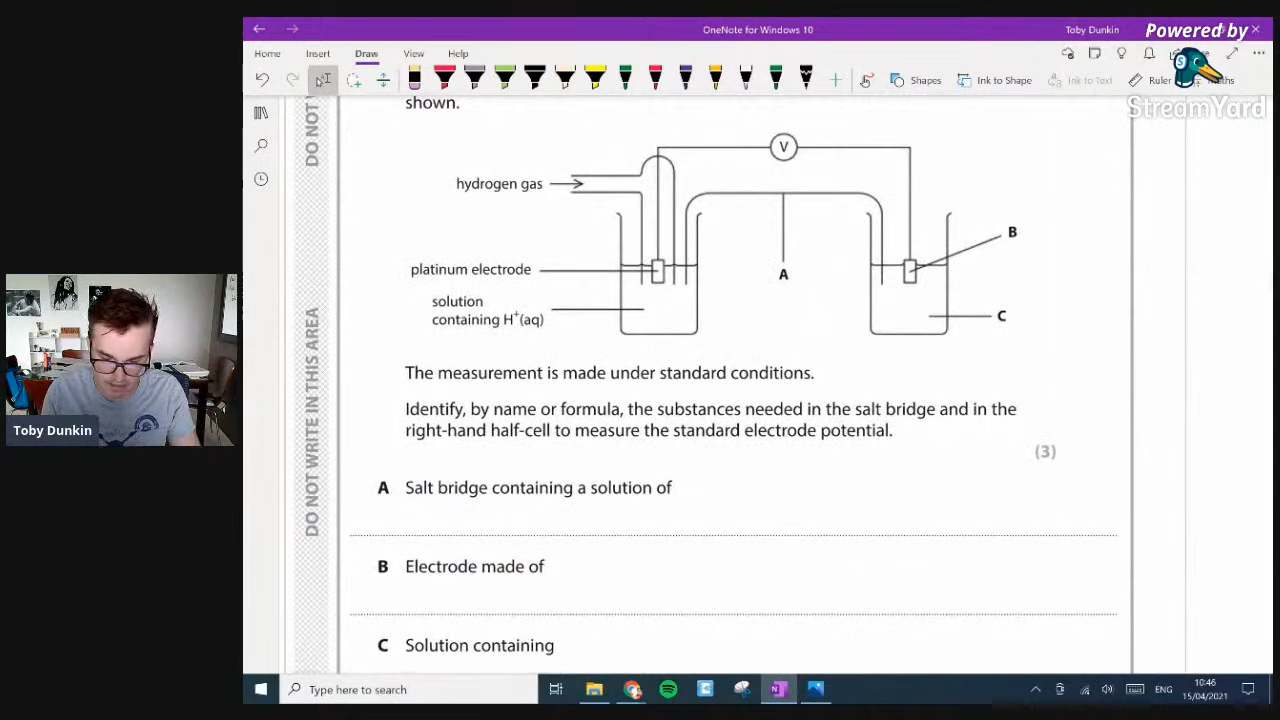 OneNote for Windows 10
Toby Dunkin
Powered by
StreamYard
Home
Insert
Draw
View
Help
Shapes
Ink to Shape
Ink to Text
Ruler
shown.
V
hydrogen gas
B
platinum electrode
A
solution
containing H⁺(aq)
C
DO NOT WRITE IN THIS AREA
The measurement is made under standard conditions.
Identify, by name or formula, the substances needed in the salt bridge and in the
right-hand half-cell to measure the standard electrode potential.
(3)
A Salt bridge containing a solution of
B Electrode made of
C Solution containing
Toby Dunkin
Type here to search
ENG
10:46
15/04/2021